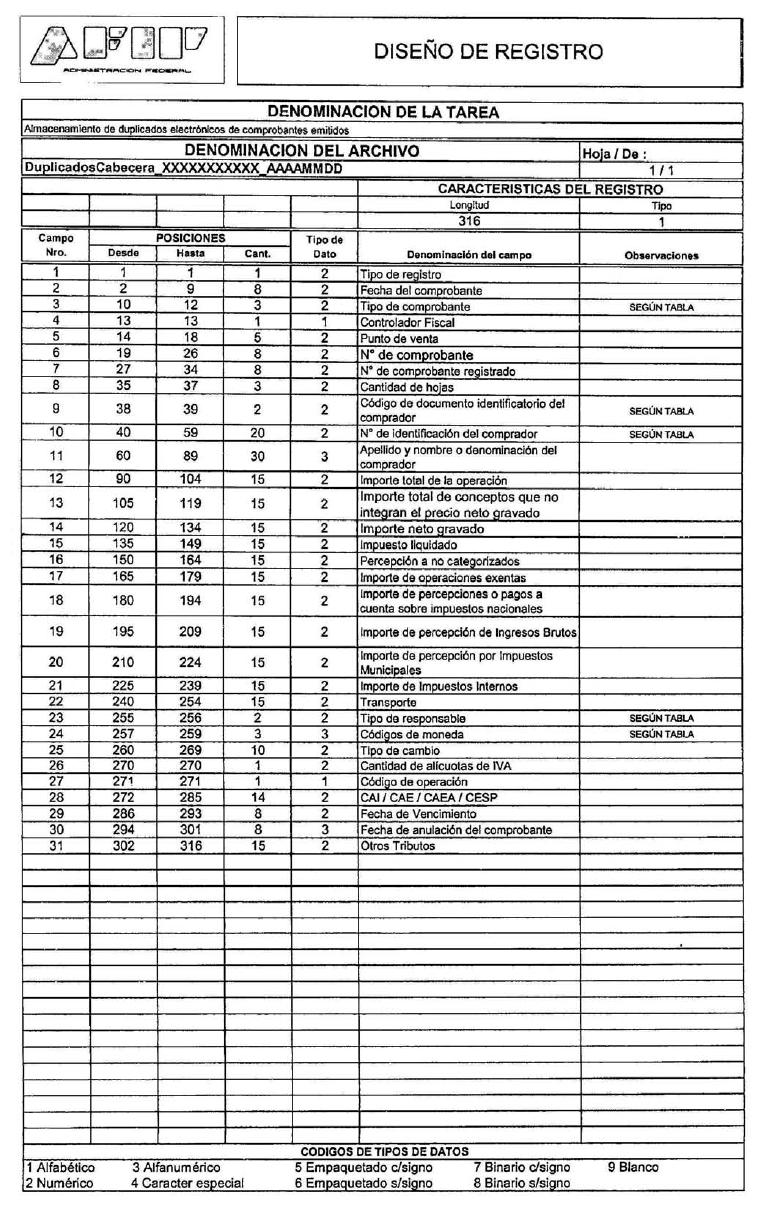 AFIP
ADMINISTRACION FEDERAL
DISEÑO DE REGISTRO
DENOMINACION DE LA TAREA
Almacenamiento de duplicados electrónicos de comprobantes emitidos
DENOMINACION DEL ARCHIVO
Hoja / De :
DuplicadosCabecera_XXXXXXXXXXX_AAAAMMDD
1 / 1
CARACTERISTICAS DEL REGISTRO
Longitud Tipo
316 1
Campo Nro. POSICIONES Tipo de Dato
Desde Hasta Cant. Denominación del campo Observaciones
1 1 1 1 2 Tipo de registro
2 2 9 8 2 Fecha del comprobante
3 10 12 3 2 Tipo de comprobante SEGÚN TABLA
4 13 13 1 1 Controlador Fiscal
5 14 18 5 2 Punto de venta
6 19 26 8 2 N° de comprobante
7 27 34 8 2 N° de comprobante registrado
8 35 37 3 2 Cantidad de hojas
9 38 39 2 2 Código de documento identificatorio del
comprador SEGÚN TABLA
10 40 59 20 2 N° de identificación del comprador SEGÚN TABLA
11 60 89 30 3 Apellido y nombre o denominación del
comprador
12 90 104 15 2 Importe total de la operación
13 105 119 15 2 Importe total de conceptos que no
integran el precio neto gravado
14 120 134 15 2 Importe neto gravado
15 135 149 15 2 Impuesto liquidado
16 150 164 15 2 Percepción a no categorizados
17 165 179 15 2 Importe de operaciones exentas
18 180 194 15 2 Importe de percepciones o pagos a
cuenta sobre impuestos nacionales
19 195 209 15 2 Importe de percepción de Ingresos Brutos
20 210 224 15 2 Importe de percepción por Impuestos
Municipales
21 225 239 15 2 Importe de Impuestos Internos
22 240 254 15 2 Transporte
23 255 256 2 2 Tipo de responsable SEGÚN TABLA
24 257 259 3 3 Códigos de moneda SEGÚN TABLA
25 260 269 10 2 Tipo de cambio
26 270 270 1 2 Cantidad de alícuotas de IVA
27 271 271 1 1 Código de operación
28 272 285 14 2 CAI / CAE / CAEA / CESP
29 286 293 8 2 Fecha de Vencimiento
30 294 301 8 3 Fecha de anulación del comprobante
31 302 316 15 2 Otros Tributos
CODIGOS DE TIPOS DE DATOS
1 Alfabético 3 Alfanumérico 5 Empaquetado c/signo 7 Binario c/signo 9 Blanco
2 Numérico 4 Caracter especial 6 Empaquetado s/signo 8 Binario s/signo